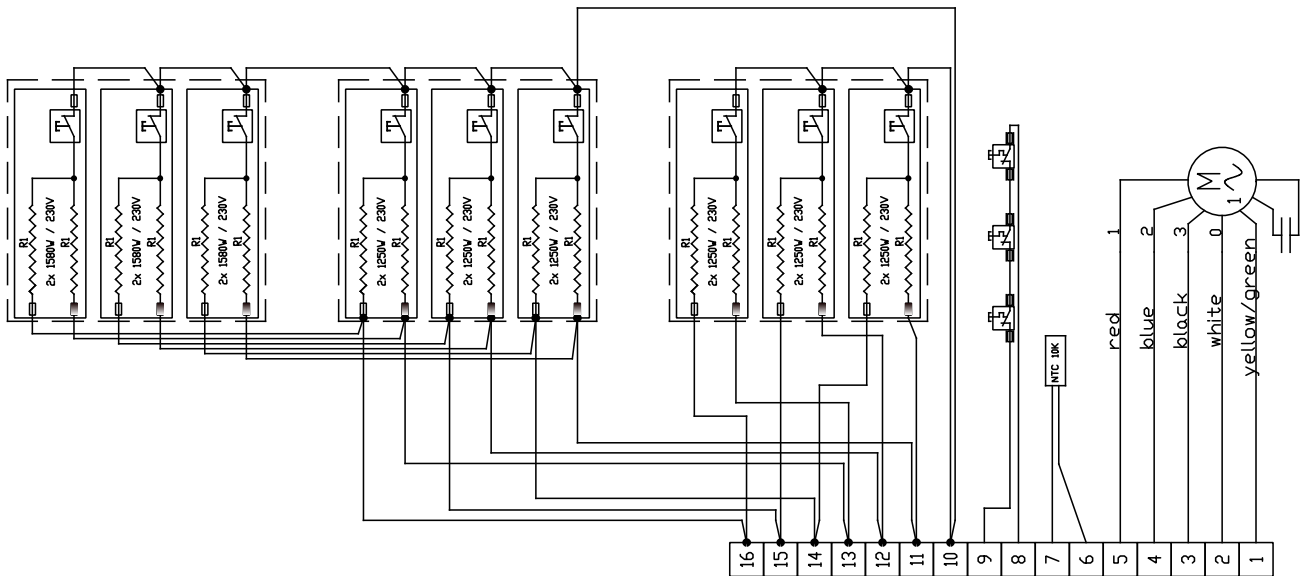 R1
R1
2x 1580W / 230V
R1
R1
2x 1580W / 230V
R1
R1
2x 1580W / 230V
R1
R1
2x 1250W / 230V
R1
R1
2x 1250W / 230V
R1
R1
2x 1250W / 230V
R1
R1
2x 1250W / 230V
R1
R1
2x 1250W / 230V
R1
R1
2x 1250W / 230V
M
1
1
2
3
0
red
blue
black
white
yellow/green
NTC 10K
16
15
14
13
12
11
10
9
8
7
6
5
4
3
2
1